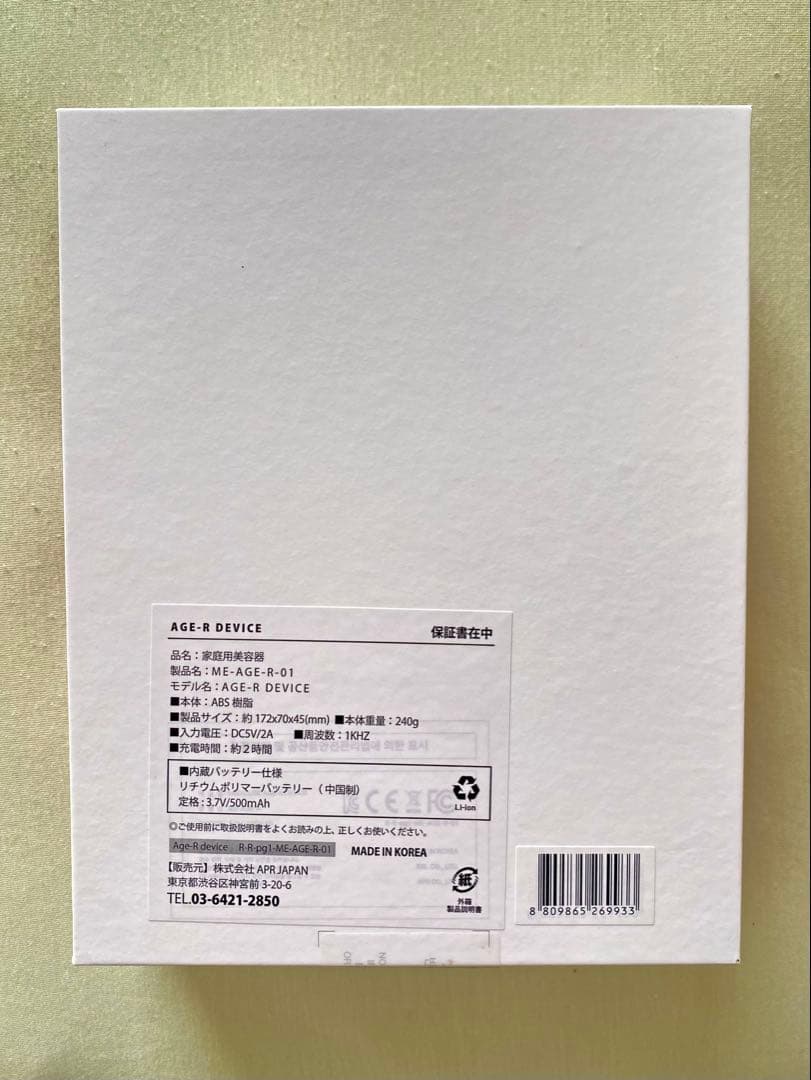 AGE-R DEVICE
保証書在中
品名：家庭用美容器
製品名：ME-AGE-R-01
モデル名：AGE-R DEVICE
■本体：ABS 樹脂
■製品サイズ：約 172x70x45(mm) ■本体重量：240g
■入力電圧：DC5V/2A ■周波数：1KHZ
■充電時間：約２時間
■内蔵バッテリー仕様
リチウムポリマーバッテリー（ 中国制）
定格 : 3.7V/500mAh
Li-ion
◎ご使用前に取扱説明書をよくお読みの上、正しくお使いください。
Age-R device R-R-pg1-ME-AGE-R-01
MADE IN KOREA
【販売元】株式会社 APR JAPAN
東京都渋谷区神宮前 3-20-6
TEL.03-6421-2850
紙
外箱
製品説明書
8 809865 269933